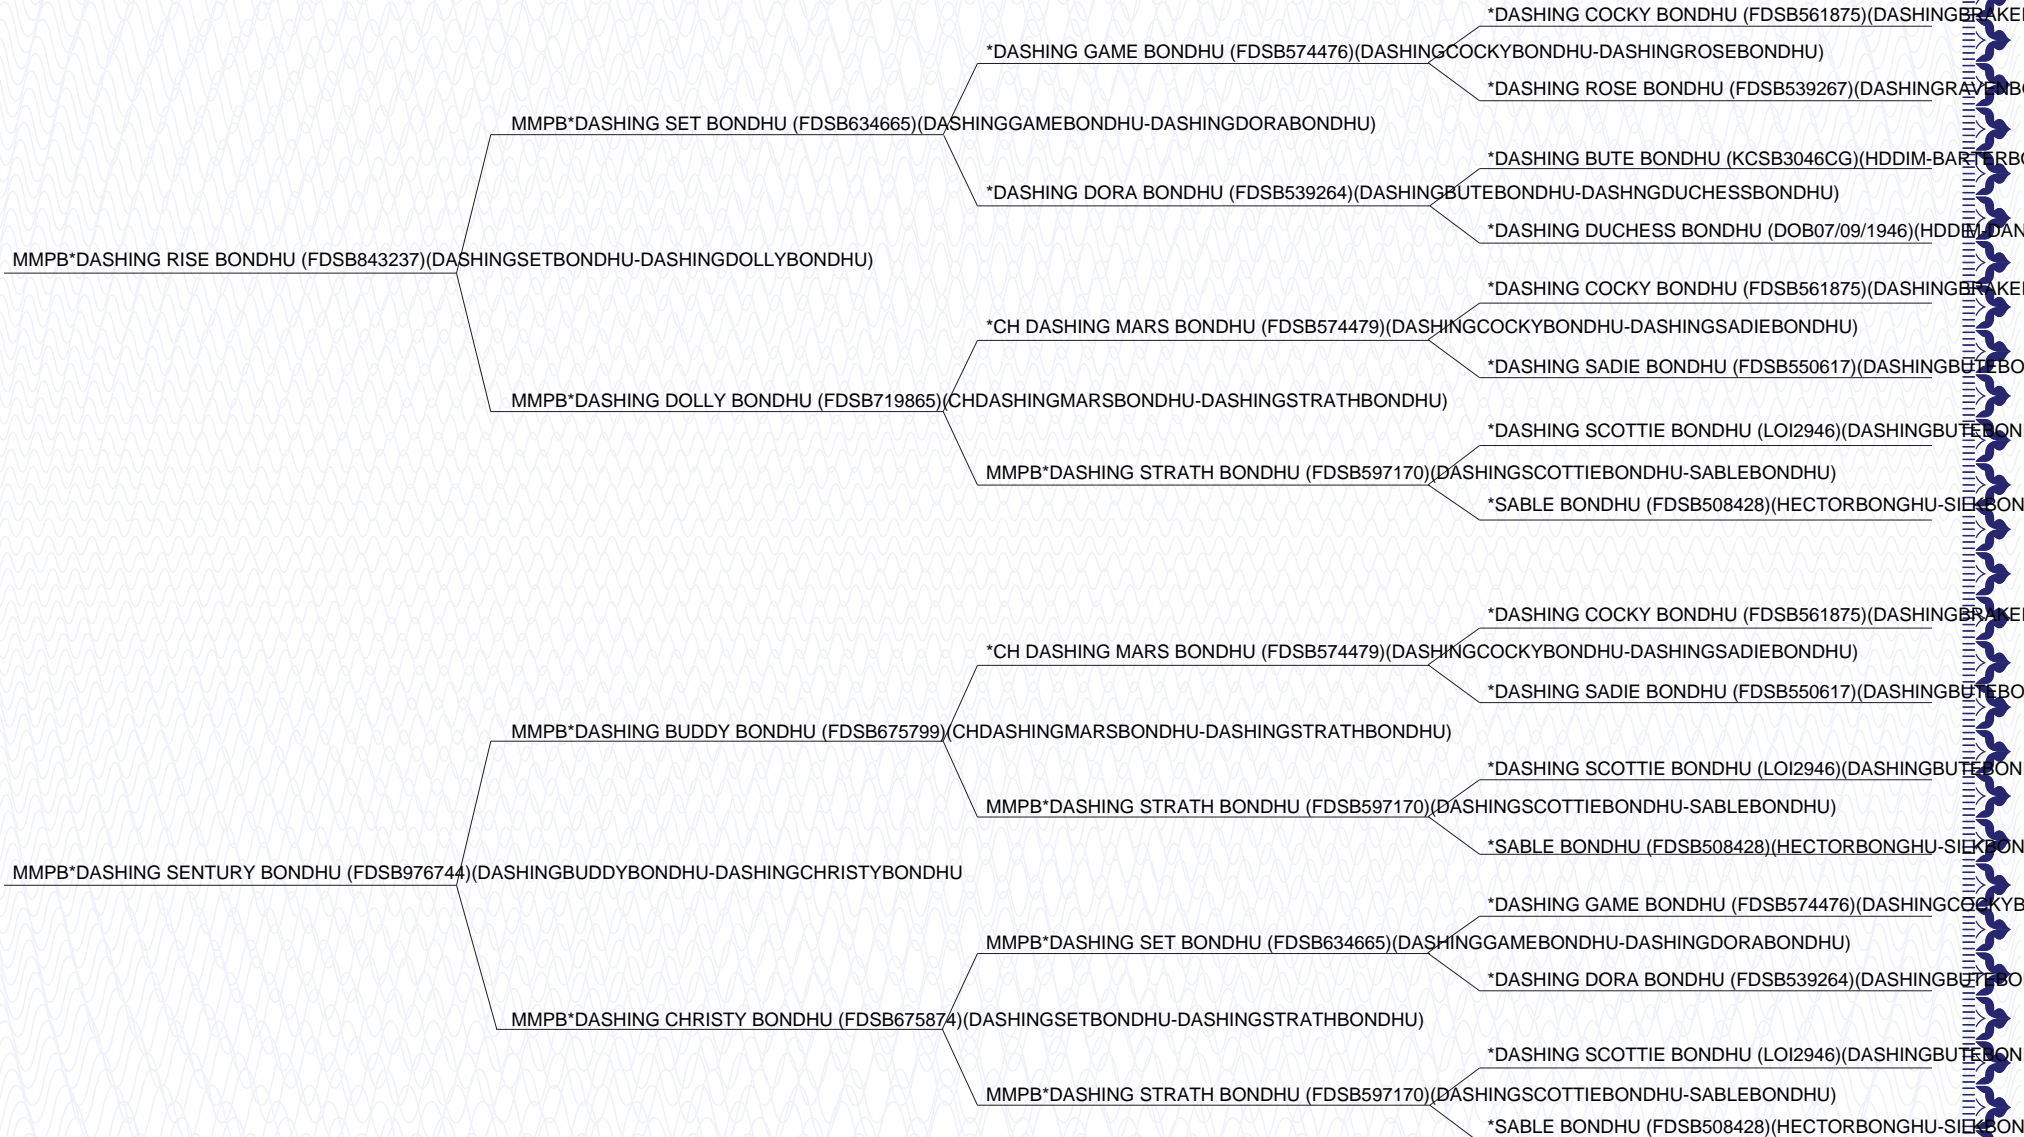 *DASHING COCKY BONDHU (FDSB561875)(DASHINGBRAKE
*DASHING GAME BONDHU (FDSB574476)(DASHINGCOCKYBONDHU-DASHINGROSEBONDHU)
*DASHING ROSE BONDHU (FDSB539267)(DASHINGRAVENB
MMPB*DASHING SET BONDHU (FDSB634665)(DASHINGGAMEBONDHU-DASHINGDORABONDHU)
*DASHING BUTE BONDHU (KCSB3046CG)(HDDIM-BARTERB
*DASHING DORA BONDHU (FDSB539264)(DASHINGBUTEBONDHU-DASHNGDUCHESSBONDHU)
*DASHING DUCHESS BONDHU (DOB07/09/1946)(HDDIM-DAN
MMPB*DASHING RISE BONDHU (FDSB843237)(DASHINGSETBONDHU-DASHINGDOLLYBONDHU)
*DASHING COCKY BONDHU (FDSB561875)(DASHINGBRAKE
*CH DASHING MARS BONDHU (FDSB574479)(DASHINGCOCKYBONDHU-DASHINGSADIEBONDHU)
*DASHING SADIE BONDHU (FDSB550617)(DASHINGBUTEBO
MMPB*DASHING DOLLY BONDHU (FDSB719865)(CHDASHINGMARSBONDHU-DASHINGSTRATHBONDHU)
*DASHING SCOTTIE BONDHU (LOI2946)(DASHINGBUTEBON
MMPB*DASHING STRATH BONDHU (FDSB597170)(DASHINGSCOTTIEBONDHU-SABLEBONDHU)
*SABLE BONDHU (FDSB508428)(HECTORBONGHU-SILKBON
*DASHING COCKY BONDHU (FDSB561875)(DASHINGBRAKE
*CH DASHING MARS BONDHU (FDSB574479)(DASHINGCOCKYBONDHU-DASHINGSADIEBONDHU)
*DASHING SADIE BONDHU (FDSB550617)(DASHINGBUTEBO
MMPB*DASHING BUDDY BONDHU (FDSB675799)(CHDASHINGMARSBONDHU-DASHINGSTRATHBONDHU)
*DASHING SCOTTIE BONDHU (LOI2946)(DASHINGBUTEBON
MMPB*DASHING STRATH BONDHU (FDSB597170)(DASHINGSCOTTIEBONDHU-SABLEBONDHU)
*SABLE BONDHU (FDSB508428)(HECTORBONGHU-SILKBON
MMPB*DASHING SENTURY BONDHU (FDSB976744)(DASHINGBUDDYBONDHU-DASHINGCHRISTYBONDHU
*DASHING GAME BONDHU (FDSB574476)(DASHINGCOCKYB
MMPB*DASHING SET BONDHU (FDSB634665)(DASHINGGAMEBONDHU-DASHINGDORABONDHU)
*DASHING DORA BONDHU (FDSB539264)(DASHINGBUTEBO
MMPB*DASHING CHRISTY BONDHU (FDSB675874)(DASHINGSETBONDHU-DASHINGSTRATHBONDHU)
*DASHING SCOTTIE BONDHU (LOI2946)(DASHINGBUTEBON
MMPB*DASHING STRATH BONDHU (FDSB597170)(DASHINGSCOTTIEBONDHU-SABLEBONDHU)
*SABLE BONDHU (FDSB508428)(HECTORBONGHU-SILKBON